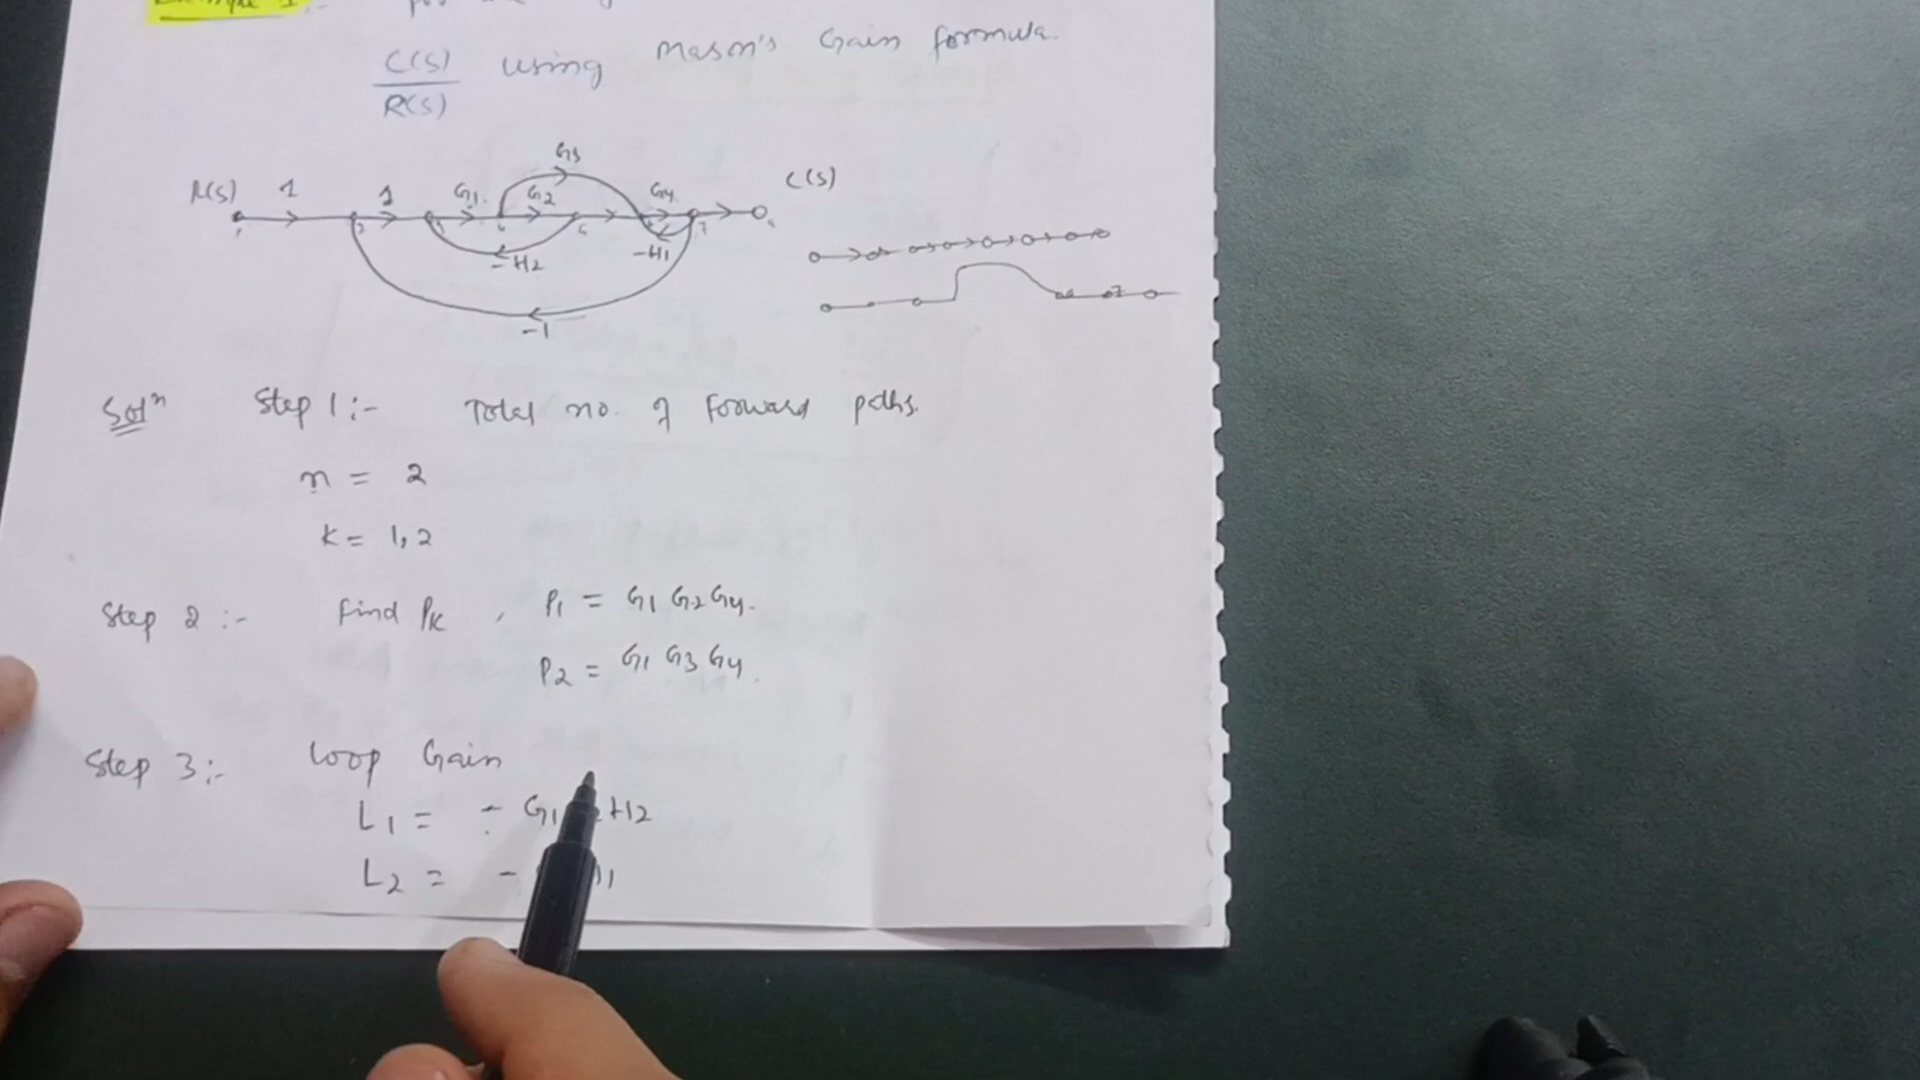 C(S)
R(S)
using Mason's Gain formula.
G3
R(S) 1 1 G1 G2 G4 C(S)
-H2 -H1
-1
Solⁿ Step 1:- Total no. of Forward paths.
n = 2
K = 1, 2
Step 2:- Find PK , P1 = G1 G2 G4.
P2 = G1 G3 G4.
Step 3:- Loop Gain
L1 = - G1 H2
L2 = -